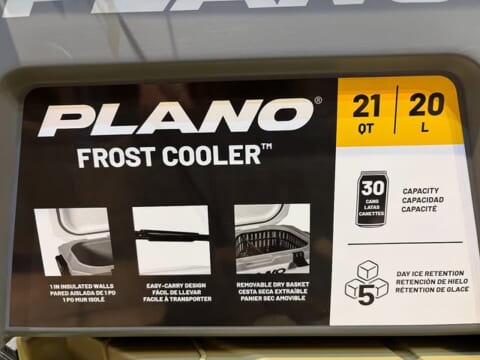 PLANO
PLANO®
FROST COOLER™
21 QT | 20 L
30
CANS
LATAS
CANETTES
CAPACITY
CAPACIDAD
CAPACITÉ
1 IN INSULATED WALLS
PARED AISLADA DE 1 PO
1 PO MUR ISOLÉ
EASY-CARRY DESIGN
FÁCIL DE LLEVAR
FACILE À TRANSPORTER
PLANO
REMOVABLE DRY BASKET
CESTA SECA EXTRAÍBLE
PANIER SEC AMOVIBLE
5
DAY ICE RETENTION
RETENCIÓN DE HIELO
RÉTENTION DE GLACE